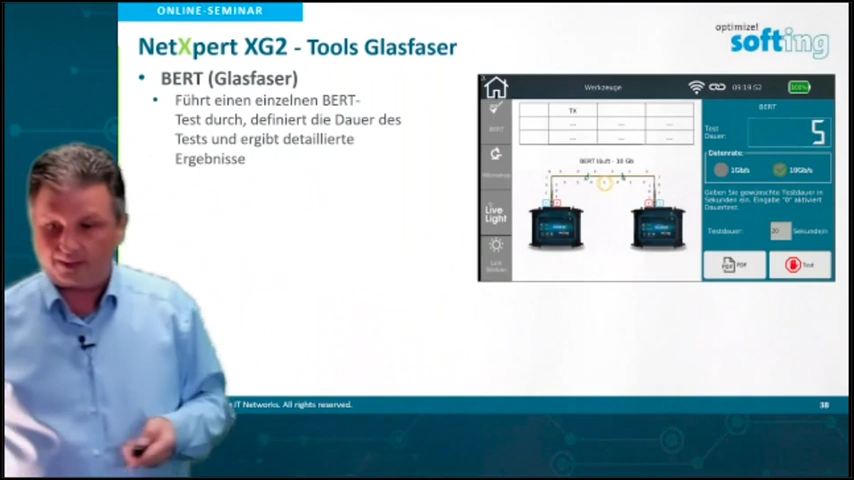 ONLINE-SEMINAR
optimize!
softing
NetXpert XG2 - Tools Glasfaser
• BERT (Glasfaser)
• Führt einen einzelnen BERT-
Test durch, definiert die Dauer des
Tests und ergibt detaillierte
Ergebnisse
Werkzeuge
09:19:52
100%
BERT
TX
BERT
Test
Dauer:
5
Datenrate:
1Gb/s
10Gb/s
BERT läuft - 10 Gb
Live
Light
Geben Sie gewünschte Testdauer in
Sekunden ein. Eingabe "0" aktiviert
Dauertest.
Testdauer:
Sekunde/n
Link
PDF
Test
IT Networks. All rights reserved.
38